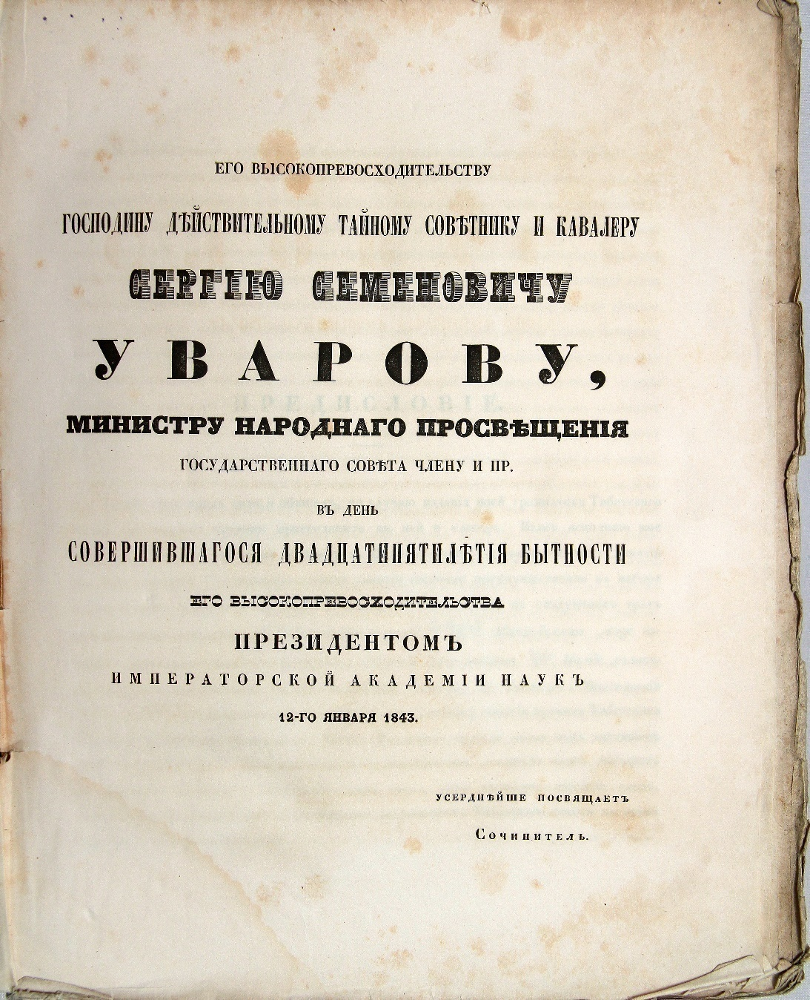 ЕГО ВЫСОКОПРЕВОСХОДИТЕЛЬСТВУ
ГОСПОДИНУ ДѢЙСТВИТЕЛЬНОМУ ТАЙНОМУ СОВѢТНИКУ И КАВАЛЕРУ
СЕРГІЮ СЕМЕНОВИЧУ
УВАРОВУ,
МИНИСТРУ НАРОДНАГО ПРОСВѢЩЕНІЯ
ГОСУДАРСТВЕННАГО СОВѢТА ЧЛЕНУ И ПР.
ВЪ ДЕНЬ
СОВЕРШИВШАГОСЯ ДВАДЦАТИПЯТИЛѢТІЯ БЫТНОСТИ
ЕГО ВЫСОКОПРЕВОСХОДИТЕЛЬСТВА
ПРЕЗИДЕНТОМЪ
ИМПЕРАТОРСКОЙ АКАДЕМІИ НАУКЪ
12-ГО ЯНВАРЯ 1843.
УСЕРДНѢЙШЕ ПОСВЯЩАЕТЪ
Сочинитель.